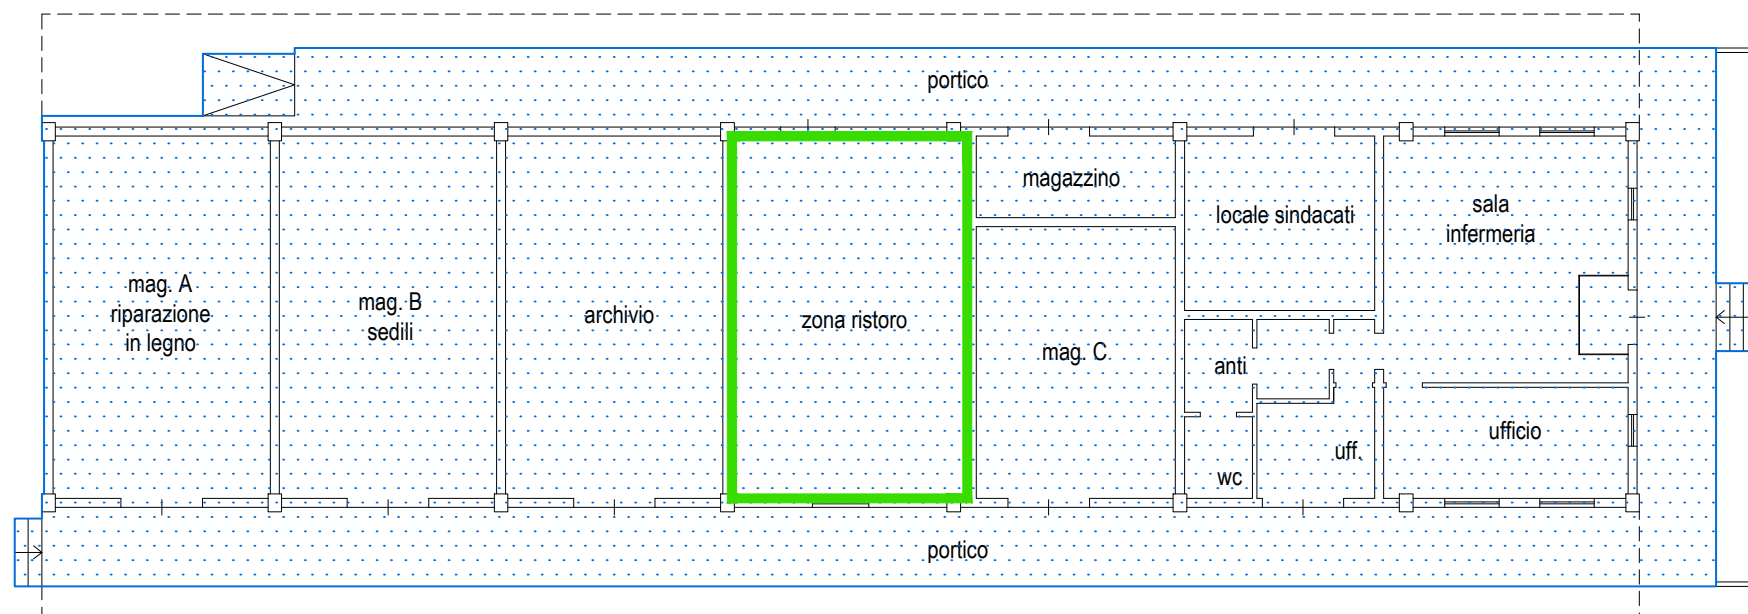 portico
magazzino
locale sindacati
sala
infermeria
mag. A
riparazione
in legno
mag. B
sedili
archivio
zona ristoro
mag. C
anti
ufficio
uff.
wc
portico